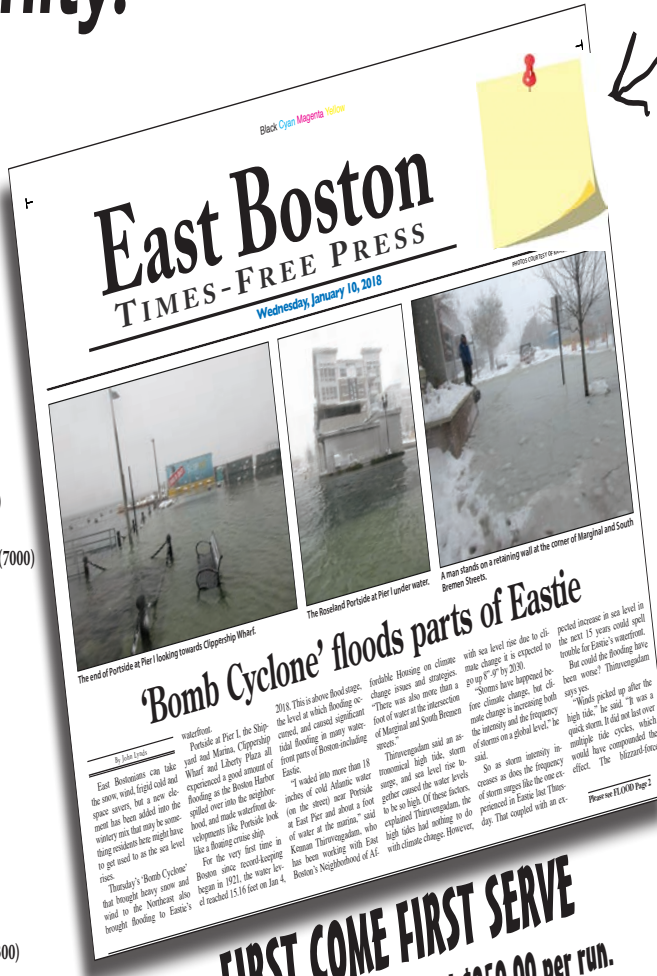 (7000)
Black Cyan Magenta Yellow
East Boston
TIMES-FREE PRESS
Wednesday, January 10, 2018
PHOTOS COURTESY OF
The end of Portside at Pier I looking towards Clippership Wharf.
The Roseland Portside at Pier I under water.
A man stands on a retaining wall at the corner of Marginal and South
Bremen Streets.
‘Bomb Cyclone’ floods parts of Eastie
By John Lynds
East Bostonians can take
the snow, wind, frigid cold and
space savers, but a new ele-
ment has been added into the
wintery mix that may be some-
thing residents here might have
to get used to as the sea level
rises.
Thursday's ‘Bomb Cyclone’
that brought heavy snow and
wind to the Northeast also
brought flooding to Eastie's
waterfront.
Portside at Pier I, the Ship-
yard and Marina, Clippership
Wharf and Liberty Plaza all
experienced a good amount of
flooding as the Boston Harbor
spilled over into the neighbor-
hood, and made waterfront de-
velopments like Portside look
like a floating cruise ship.
For the very first time in
Boston since record-keeping
began in 1921, the water lev-
el reached 15.16 feet on Jan 4,
2018. This is above flood stage,
the level at which flooding oc-
curred, and caused significant
tidal flooding in many water-
front parts of Boston-including
Eastie.
“I waded into more than 18
inches of cold Atlantic water
(on the street) near Portside
at East Pier and about a foot
of water at the marina.” said
Kannan Thiruvengadam, who
has been working with East
Boston's Neighborhood of Af-
fordable Housing on climate
change issues and strategies.
“There was also more than a
foot of water at the intersection
of Marginal and South Bremen
streets.”
Thiruvengadam said an as-
tronomical high tide, storm
surge, and sea level rise to-
gether caused the water levels
to be so high. Of these factors,
explained Thiruvengadam, the
high tides had nothing to do
with climate change. However,
with sea level rise due to cli-
mate change it is expected to
go up 8”-9” by 2030.
“Storms have happened be-
fore climate change, but cli-
mate change is increasing both
the intensity and the frequency
of storms on a global level,” he
said.
So as storm intensity in-
creases as does the frequency
of storm surges like the one ex-
perienced in Eastie last Thurs-
day. That coupled with an ex-
pected increase in sea level in
the next 15 years could spell
trouble for Eastie's waterfront.
But could the flooding have
been worse? Thiruvengadam
says yes.
“Winds picked up after the
high tide,” he said. “It was a
quick storm. It did not last over
multiple tide cycles, which
would have compounded the
effect. The blizzard-force
Please see FLOOD Page 2
FIRST COME FIRST SERVE
per run.